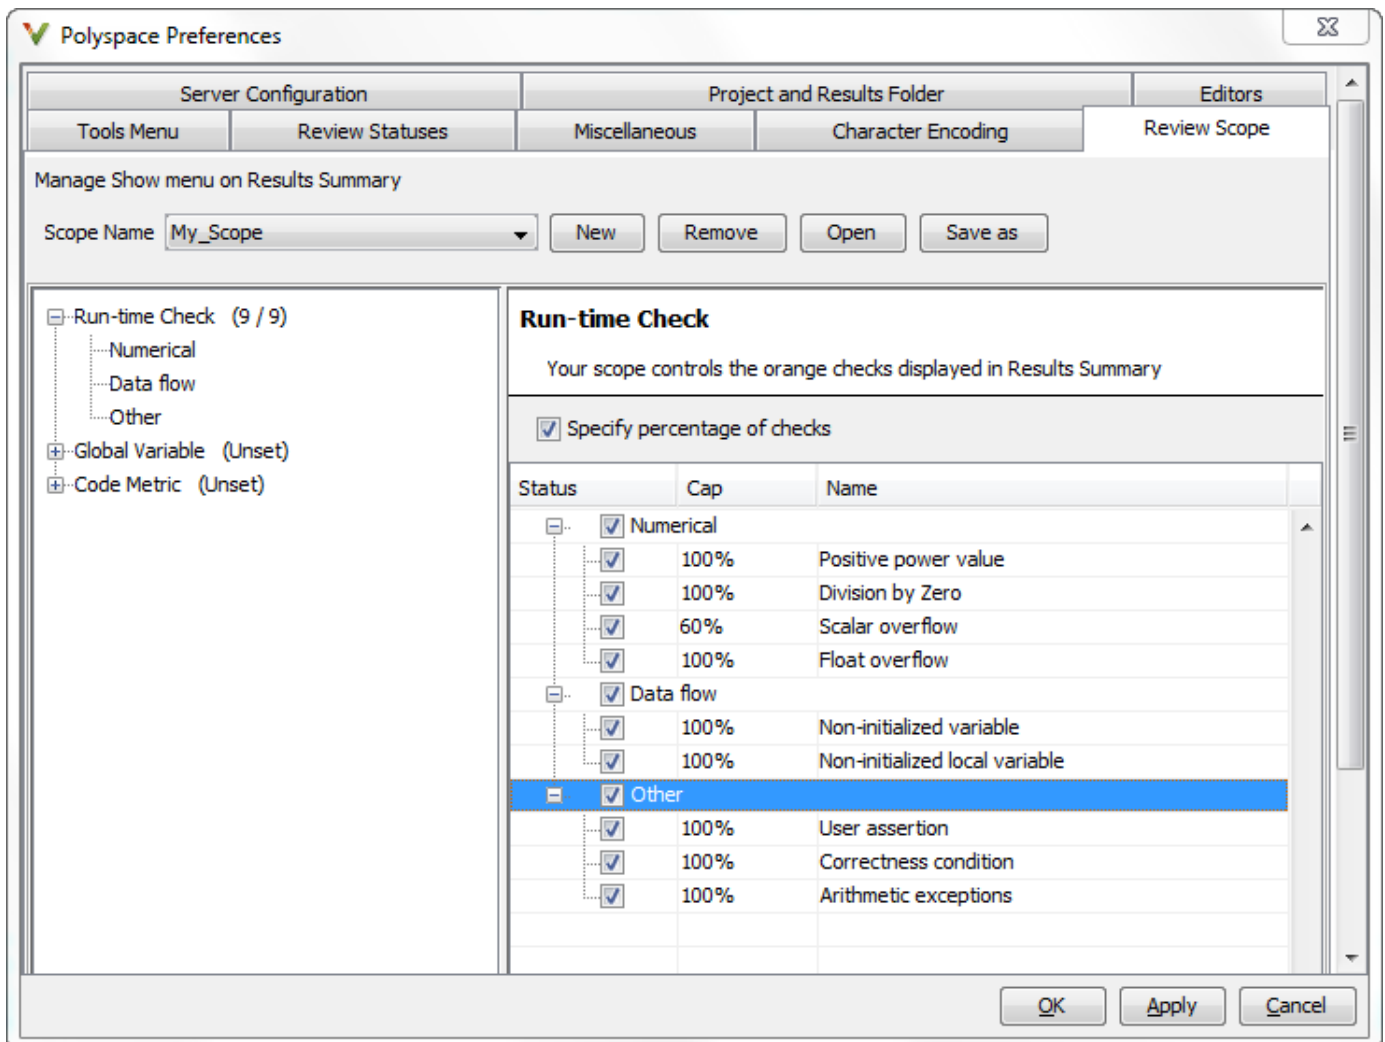 Polyspace Preferences
Server Configuration Project and Results Folder Editors
Tools Menu Review Statuses Miscellaneous Character Encoding Review Scope
Manage Show menu on Results Summary
Scope Name My_Scope New Remove Open Save as
Run-time Check (9 / 9)
Numerical
Data flow
Other
Global Variable (Unset)
Code Metric (Unset)
Run-time Check
Your scope controls the orange checks displayed in Results Summary
Specify percentage of checks
Status Cap Name
Numerical
100% Positive power value
100% Division by Zero
60% Scalar overflow
100% Float overflow
Data flow
100% Non-initialized variable
100% Non-initialized local variable
Other
100% User assertion
100% Correctness condition
100% Arithmetic exceptions
OK Apply Cancel